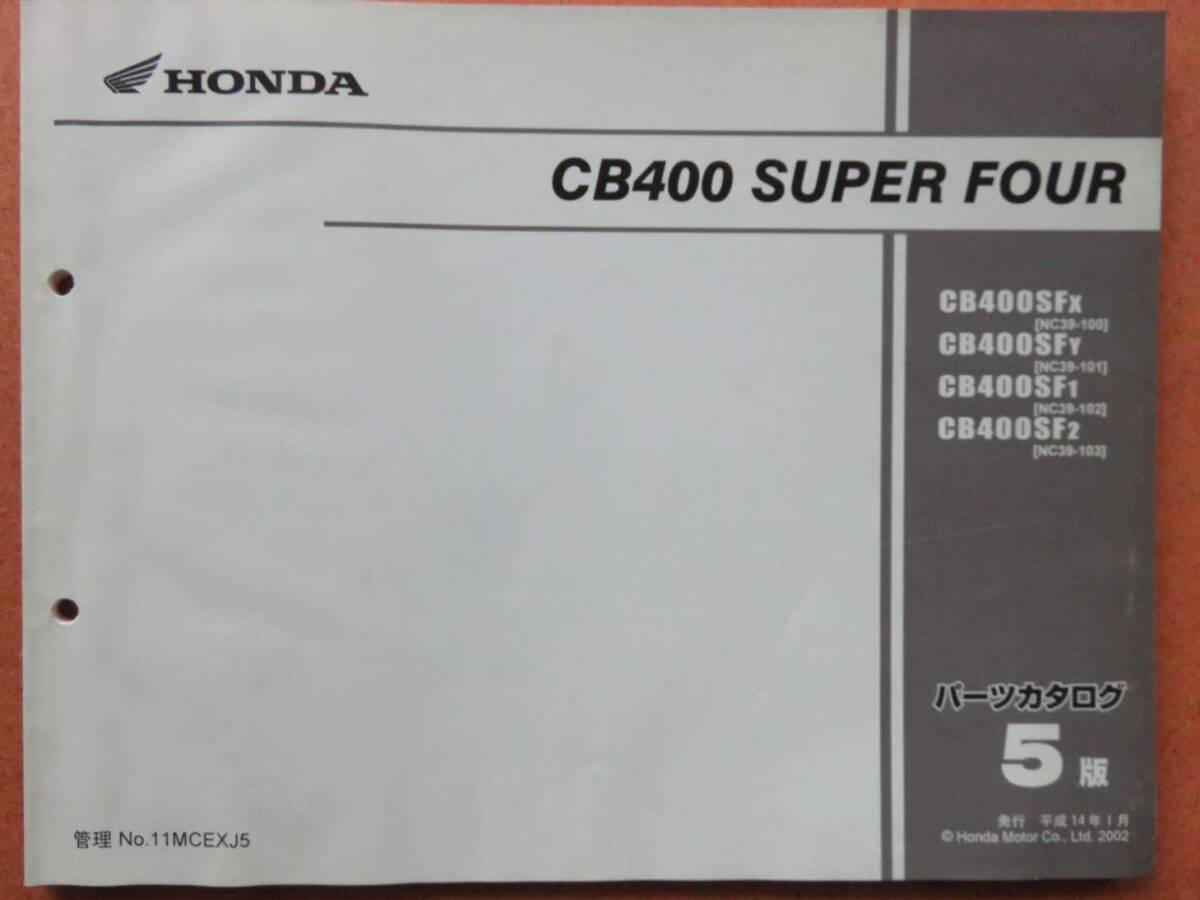 HONDA
CB400 SUPER FOUR
CB400SFX
[NC39-100]
CB400SFY
[NC39-101]
CB400SF1
[NC39-102]
CB400SF2
[NC39-103]
パーツカタログ
5版
発行 平成14年1月
© Honda Motor Co., Ltd. 2002
管理 No.11MCEXJ5